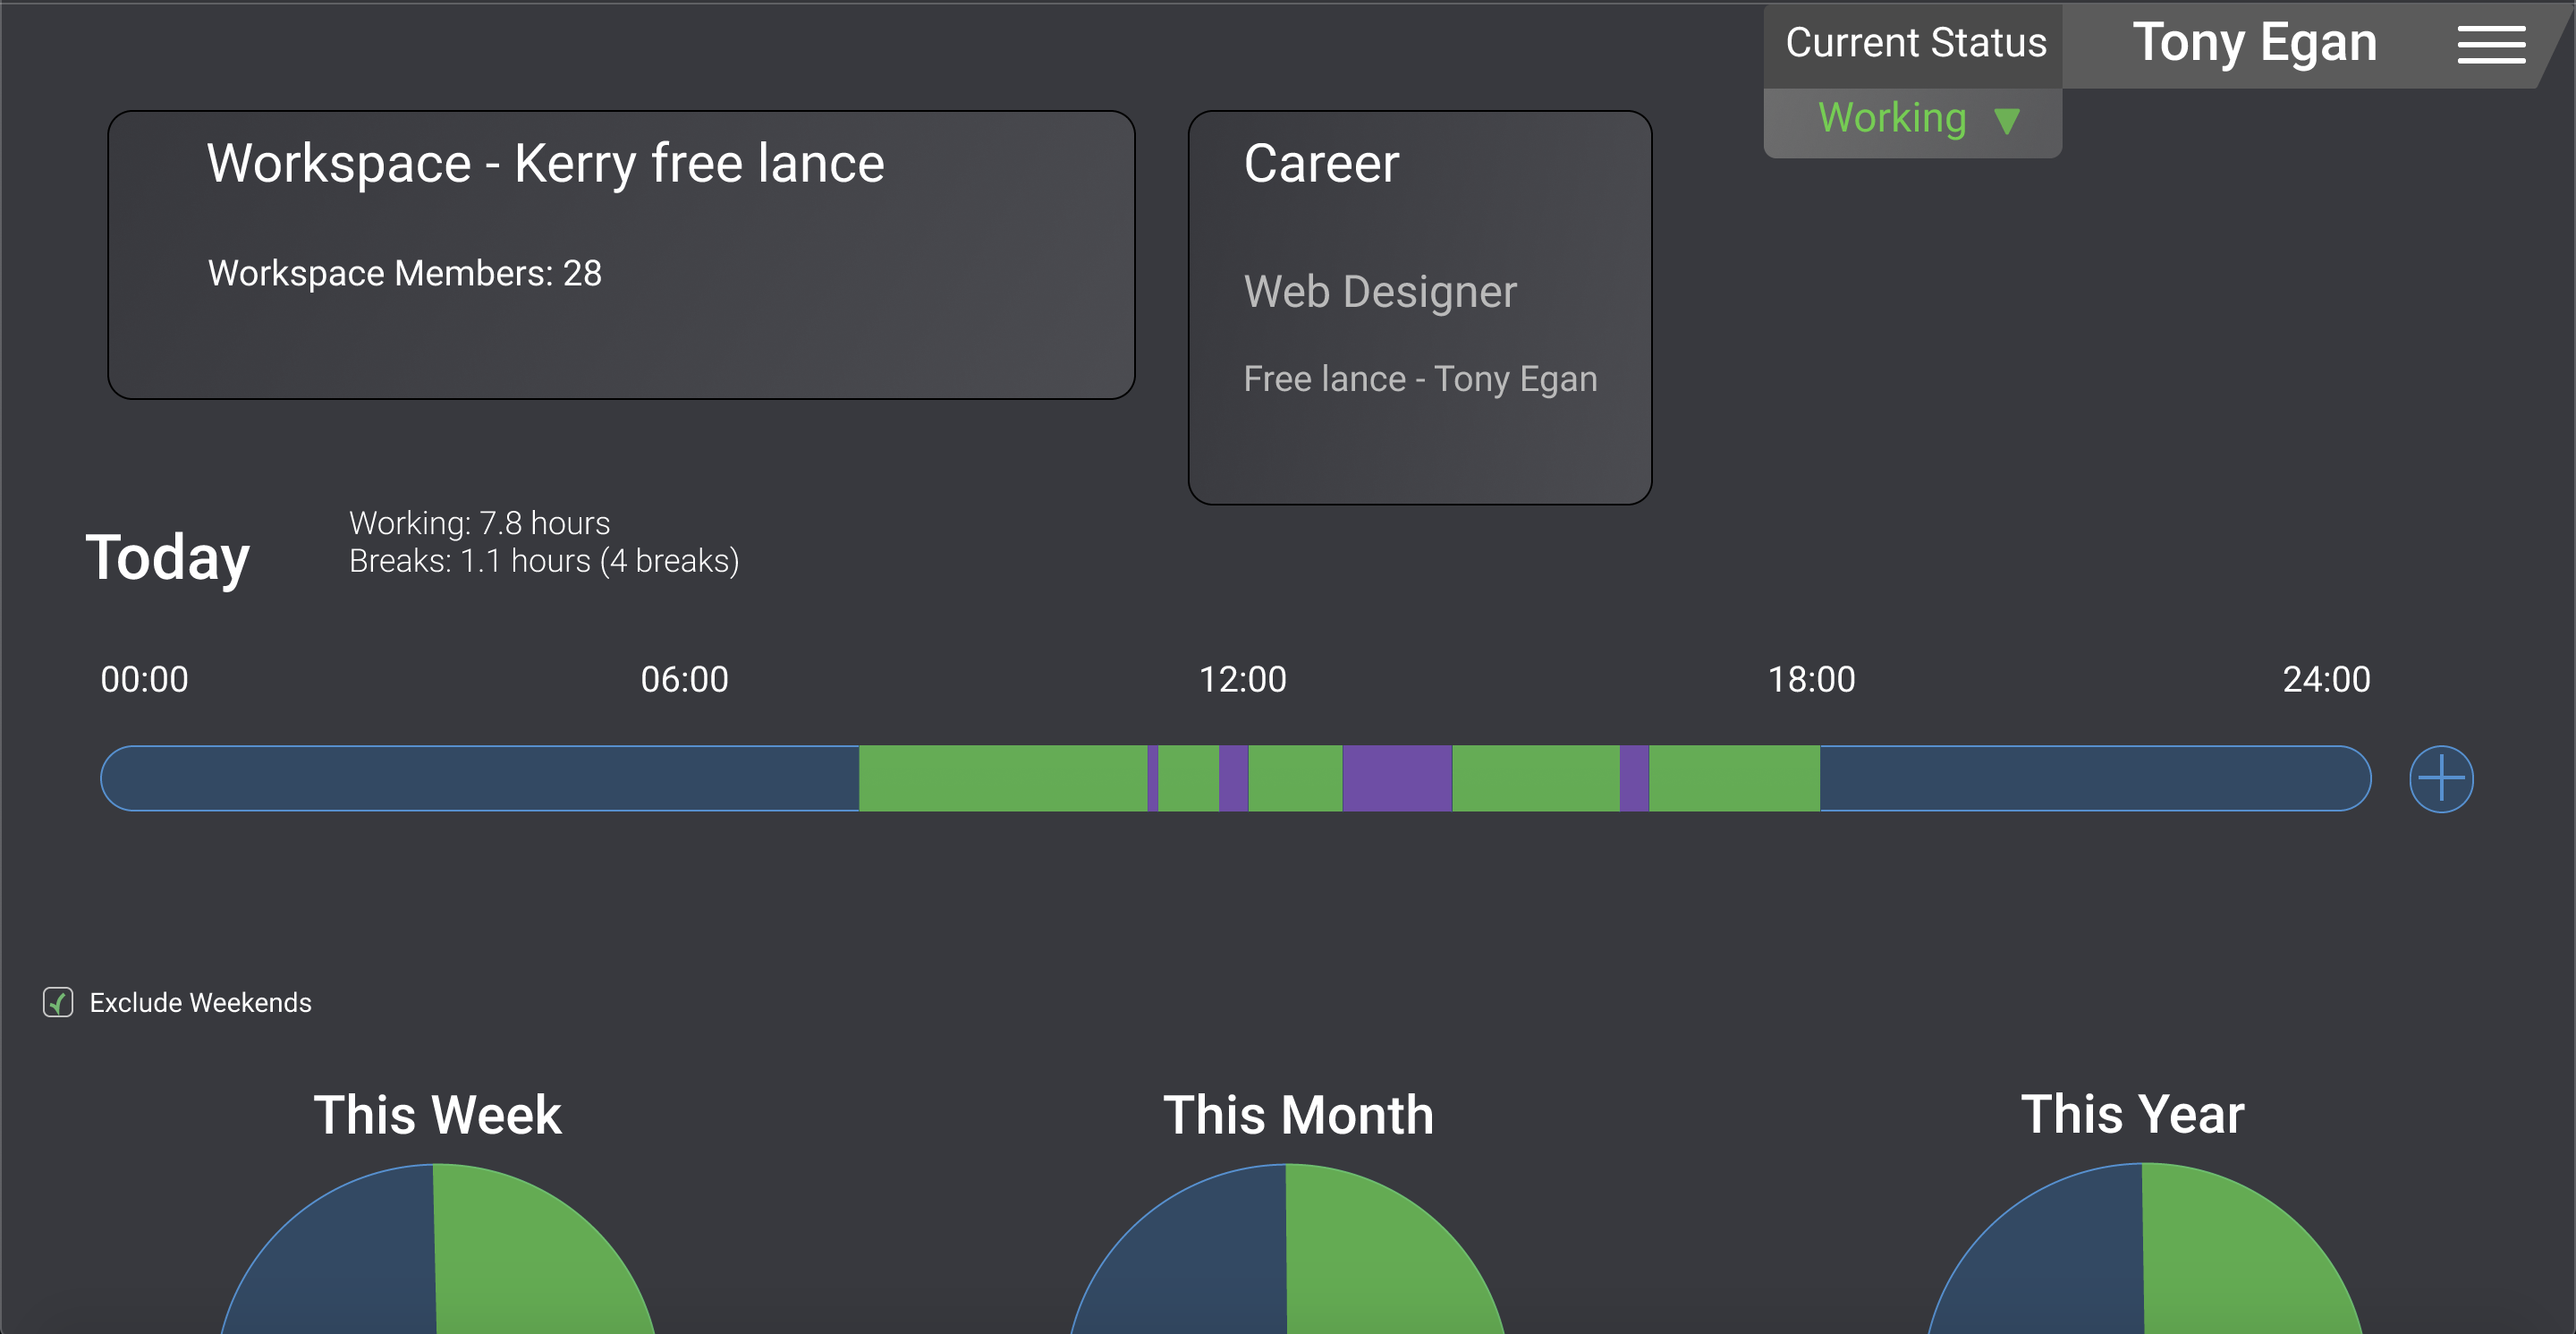 Current Status
Tony Egan
Working
Workspace - Kerry free lance
Workspace Members: 28
Career
Web Designer
Free lance - Tony Egan
Today
Working: 7.8 hours
Breaks: 1.1 hours (4 breaks)
00:00
06:00
12:00
18:00
24:00
Exclude Weekends
This Week
This Month
This Year